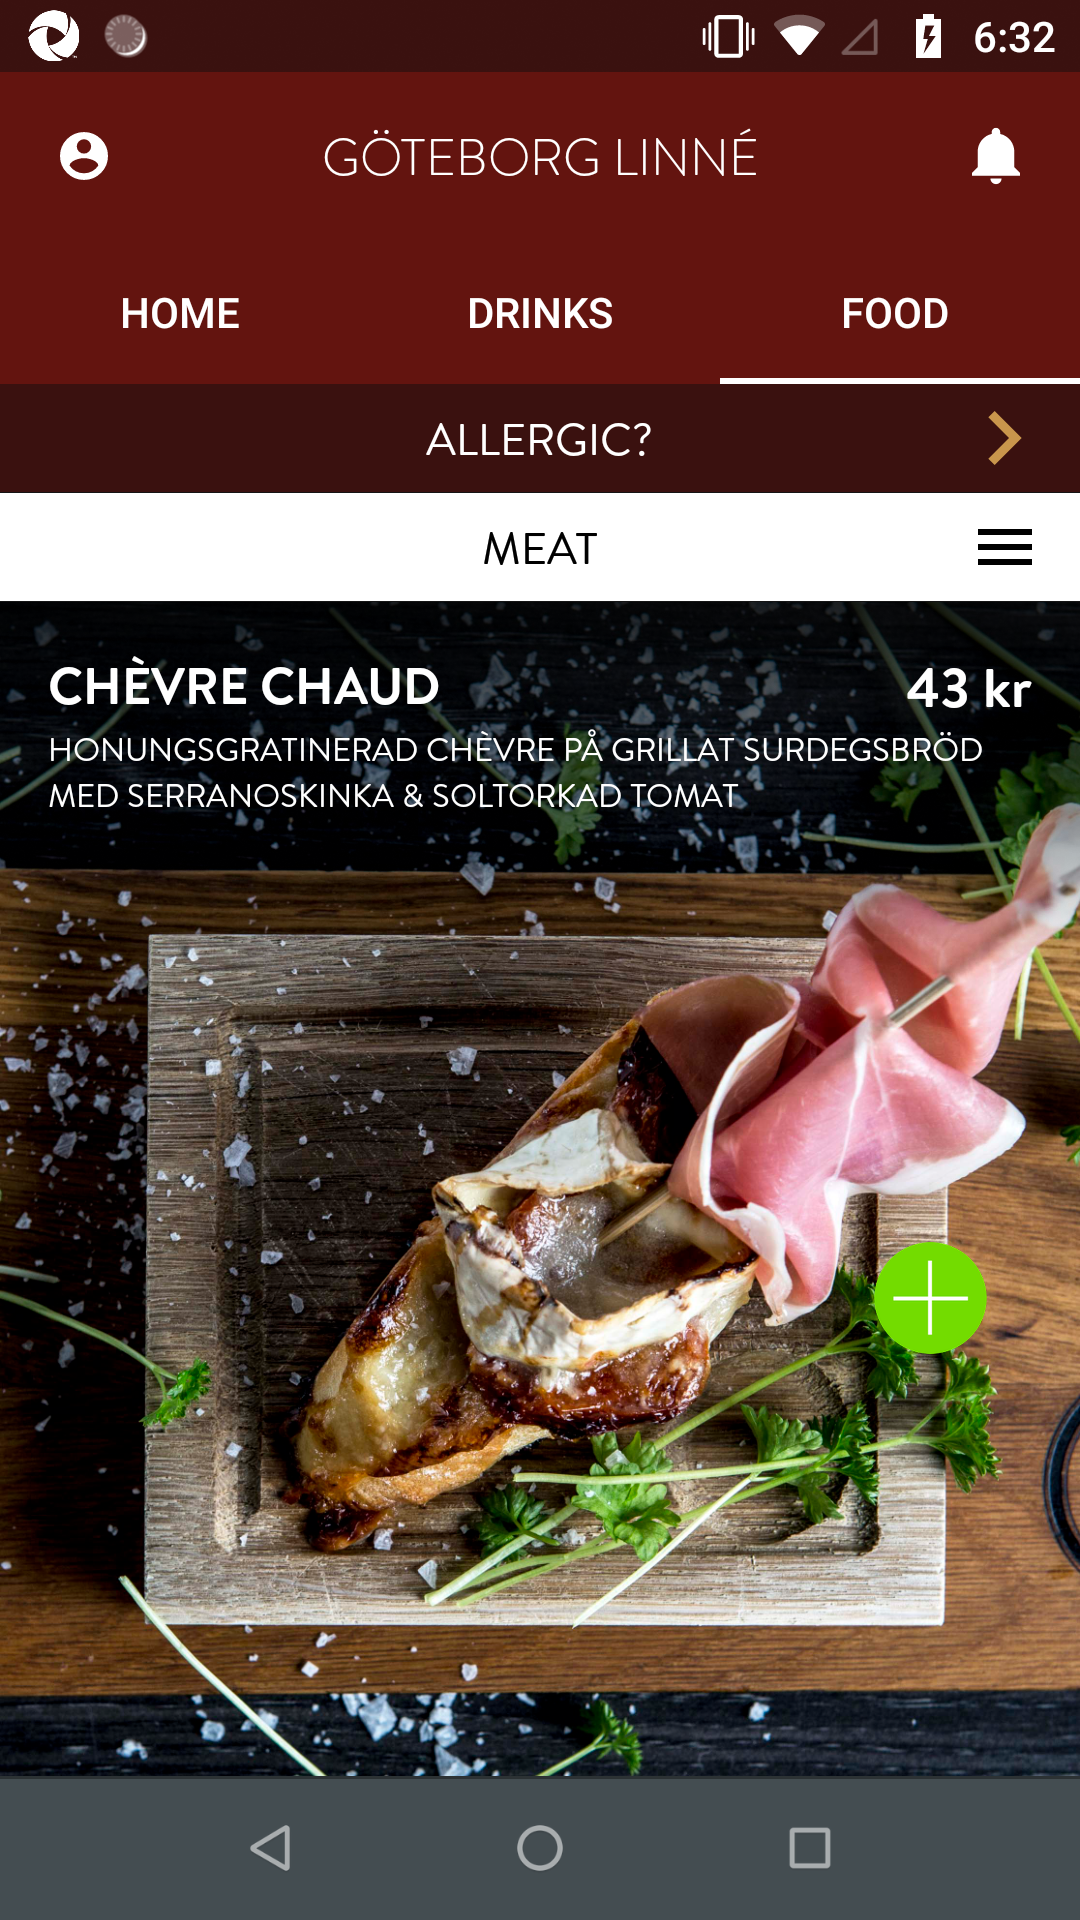 6:32
GÖTEBORG LINNÉ
HOME DRINKS FOOD
ALLERGIC?
MEAT
CHÈVRE CHAUD 43 kr
HONUNGSGRATINERAD CHÈVRE PÅ GRILLAT SURDEGSBRÖD
MED SERRANOSKINKA & SOLTORKAD TOMAT